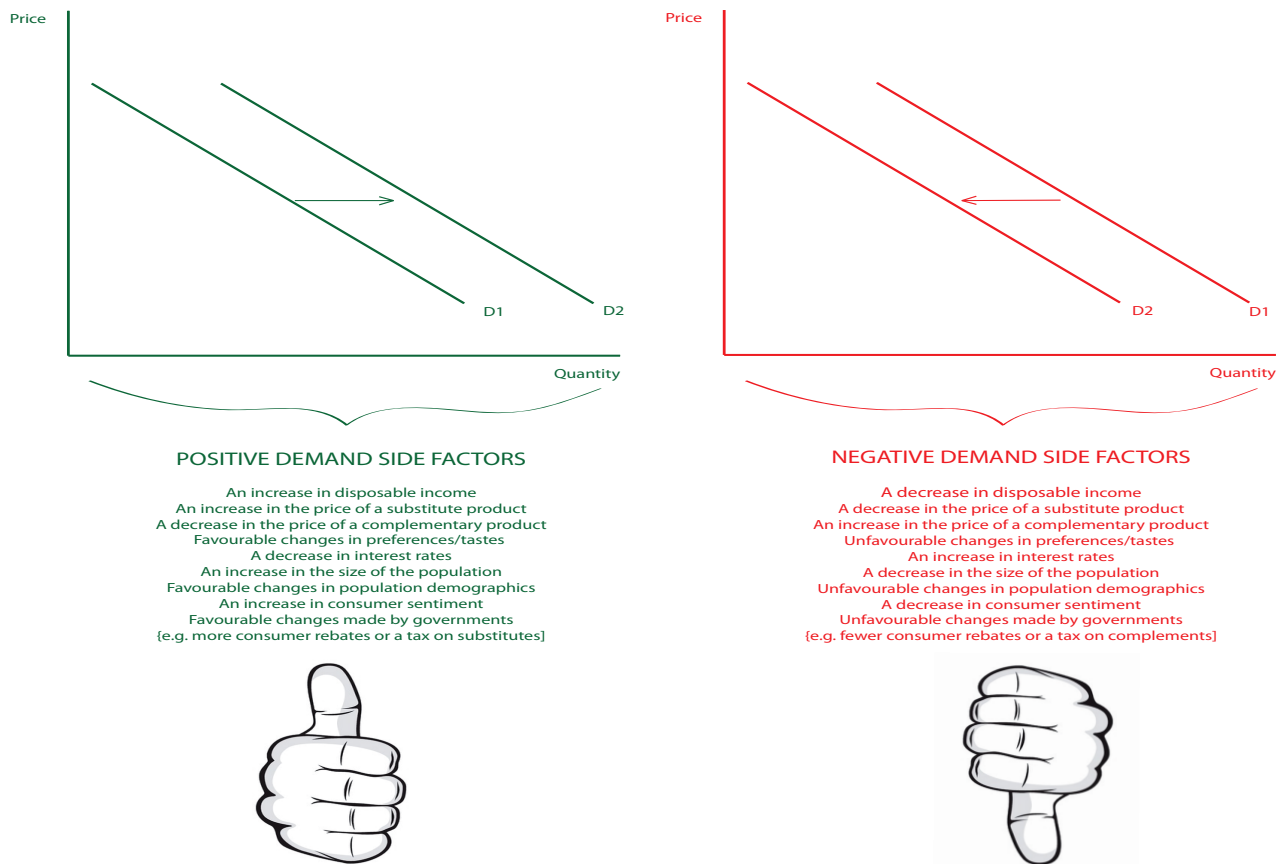 Price
D1
D2
Quantity
POSITIVE DEMAND SIDE FACTORS
An increase in disposable income
An increase in the price of a substitute product
A decrease in the price of a complementary product
Favourable changes in preferences/tastes
A decrease in interest rates
An increase in the size of the population
Favourable changes in population demographics
An increase in consumer sentiment
Favourable changes made by governments
{e.g. more consumer rebates or a tax on substitutes]
Price
D2
D1
Quantity
NEGATIVE DEMAND SIDE FACTORS
A decrease in disposable income
A decrease in the price of a substitute product
An increase in the price of a complementary product
Unfavourable changes in preferences/tastes
An increase in interest rates
A decrease in the size of the population
Unfavourable changes in population demographics
A decrease in consumer sentiment
Unfavourable changes made by governments
{e.g. fewer consumer rebates or a tax on complements]